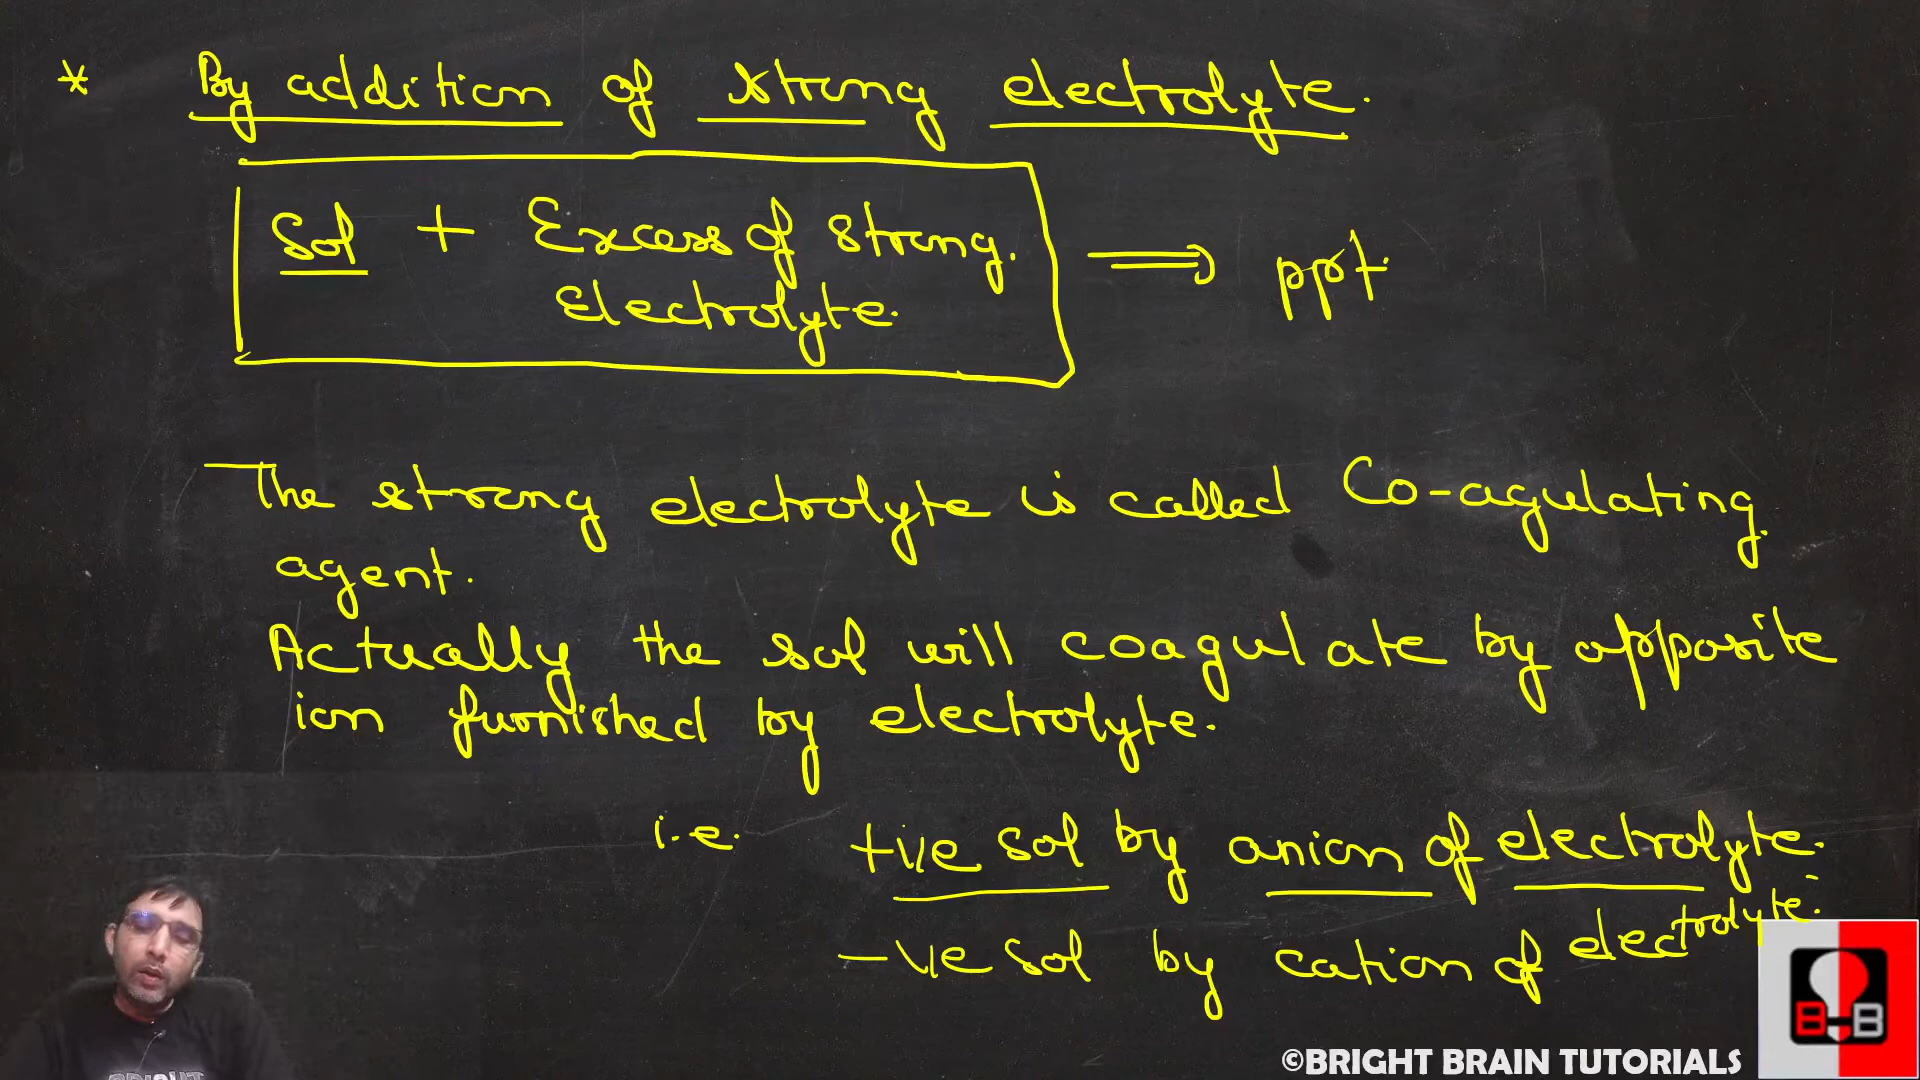 * By addition of strong electrolyte.
Sol + Excess of strong. ⟹ ppt.
Electrolyte.
The strong electrolyte is called Co-agulating
agent.
Actually the sol will coagulate by opposite
ion furnished by electrolyte.
i.e. +ive sol by anion of electrolyte.
-ve sol by cation of electrolyte.
B B
©BRIGHT BRAIN TUTORIALS